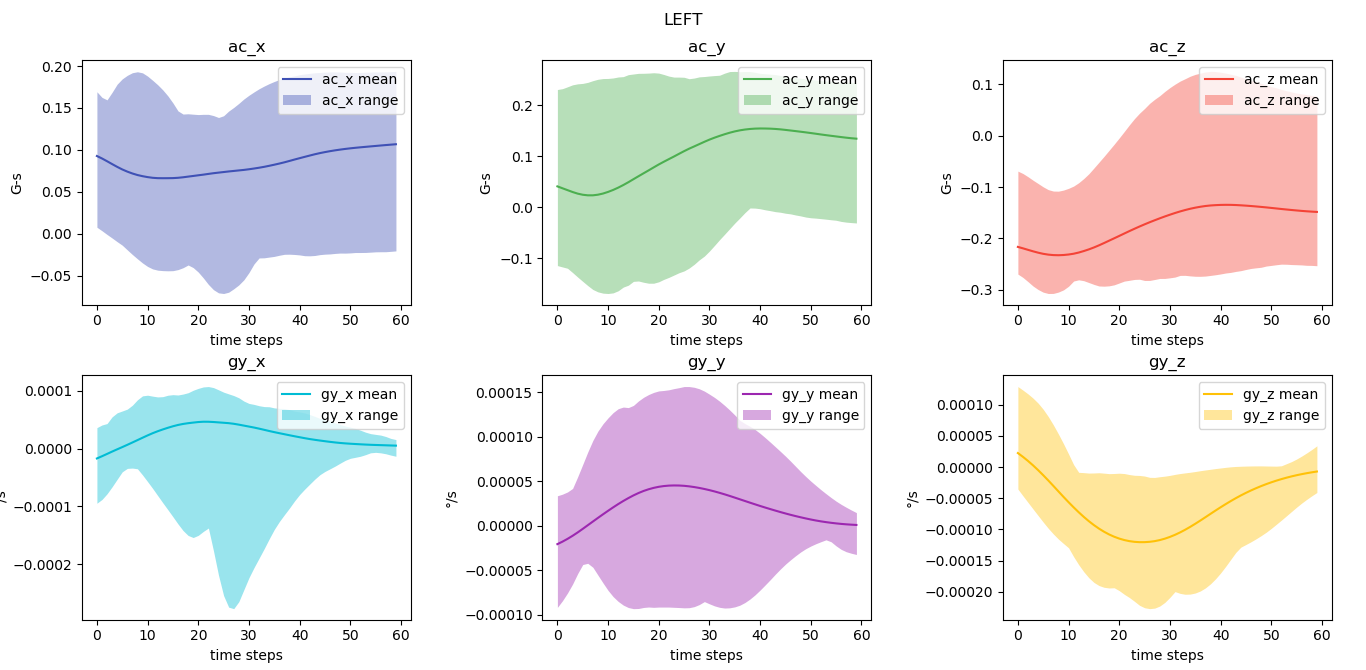 LEFT
ac_x
ac_x mean
ac_x range
0.20
0.15
0.10
0.05
0.00
−0.05
G-s
0 10 20 30 40 50 60
time steps
ac_y
ac_y mean
ac_y range
0.2
0.1
0.0
−0.1
G-s
0 10 20 30 40 50 60
time steps
ac_z
ac_z mean
ac_z range
0.1
0.0
−0.1
−0.2
−0.3
G-s
0 10 20 30 40 50 60
time steps
gy_x
gy_x mean
gy_x range
0.0001
0.0000
−0.0001
−0.0002
/s
0 10 20 30 40 50 60
time steps
gy_y
gy_y mean
gy_y range
0.00015
0.00010
0.00005
0.00000
−0.00005
−0.00010
°/s
0 10 20 30 40 50 60
time steps
gy_z
gy_z mean
gy_z range
0.00010
0.00005
0.00000
−0.00005
−0.00010
−0.00015
−0.00020
°/s
0 10 20 30 40 50 60
time steps